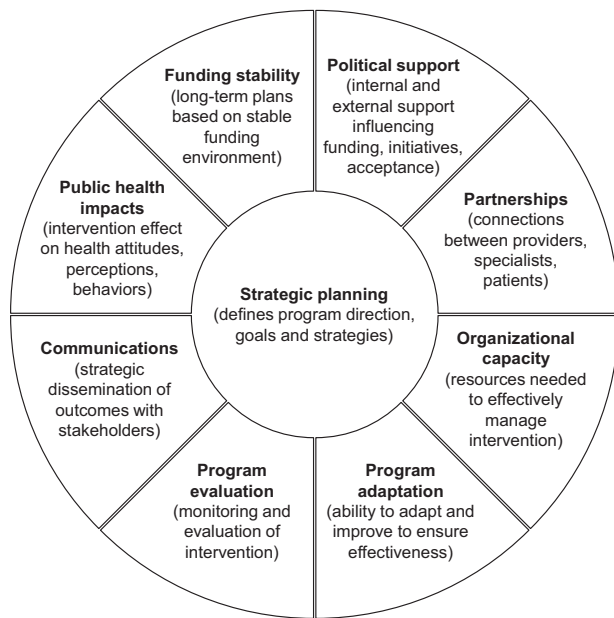 Funding stability
(long-term plans
based on stable
funding
environment)
Political support
(internal and
external support
influencing
funding, initiatives,
acceptance)
Partnerships
(connections
between providers,
specialists,
patients)
Organizational
capacity
(resources needed
to effectively
manage
intervention)
Program
adaptation
(ability to adapt and
improve to ensure
effectiveness)
Program
evaluation
(monitoring and
evaluation of
intervention)
Communications
(strategic
dissemination of
outcomes with
stakeholders)
Public health
impacts
(intervention effect
on health attitudes,
perceptions,
behaviors)
Strategic planning
(defines program direction,
goals and strategies)